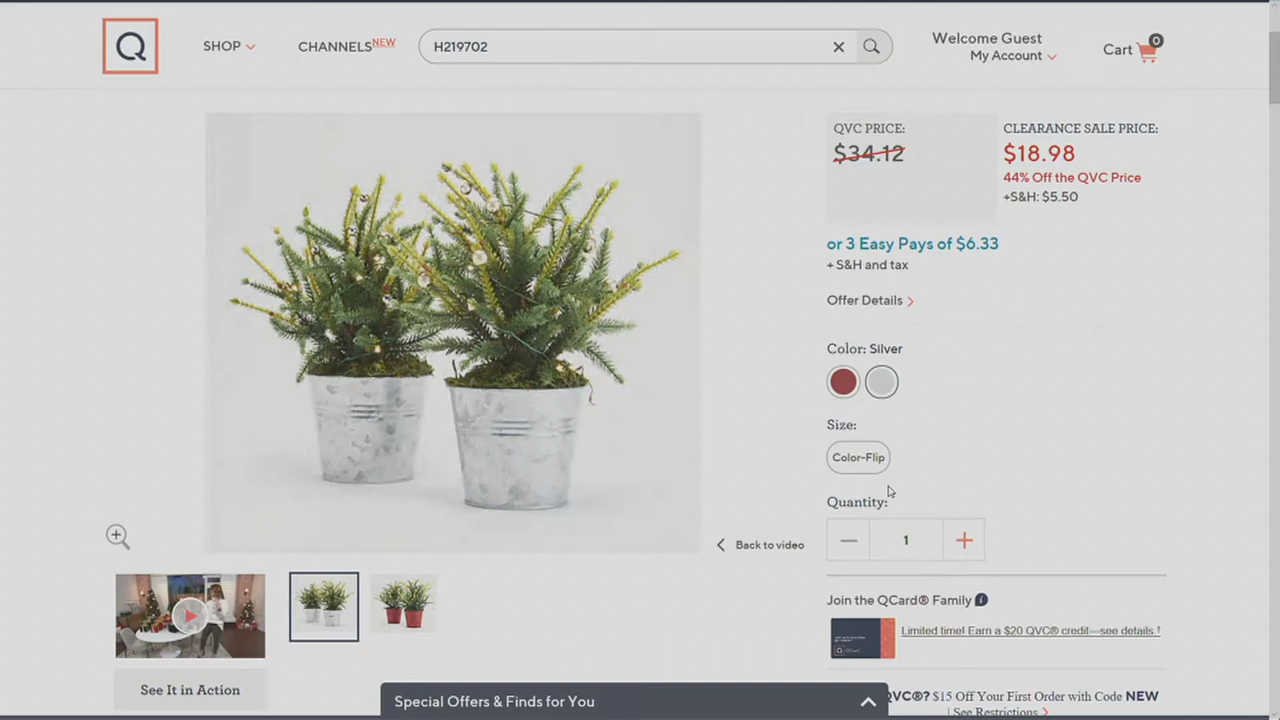 Q
SHOP
CHANNELS NEW
H219702
Welcome Guest
My Account
Cart 0
QVC PRICE:
$34.12
CLEARANCE SALE PRICE:
$18.98
44% Off the QVC Price
+S&H: $5.50
or 3 Easy Pays of $6.33
+ S&H and tax
Offer Details
Color: Silver
Size:
Color-Flip
Quantity:
1
Back to video
Join the QCard® Family
Limited time! Earn a $20 QVC® credit—see details.†
See It in Action
Special Offers & Finds for You
QVC®? $15 Off Your First Order with Code NEW
| See Restrictions